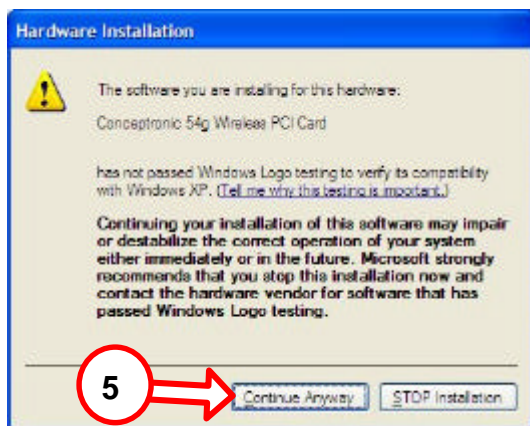 Hardware Installation
The software you are installing for this hardware:
Conceptronic 54g Wireless PCI Card
has not passed Windows Logo testing to verify its compatibility
with Windows XP. (Tell me why this testing is important.)
Continuing your installation of this software may impair
or destabilize the correct operation of your system
either immediately or in the future. Microsoft strongly
recommends that you stop this installation now and
contact the hardware vendor for software that has
passed Windows Logo testing.
5
Continue Anyway STOP Installation